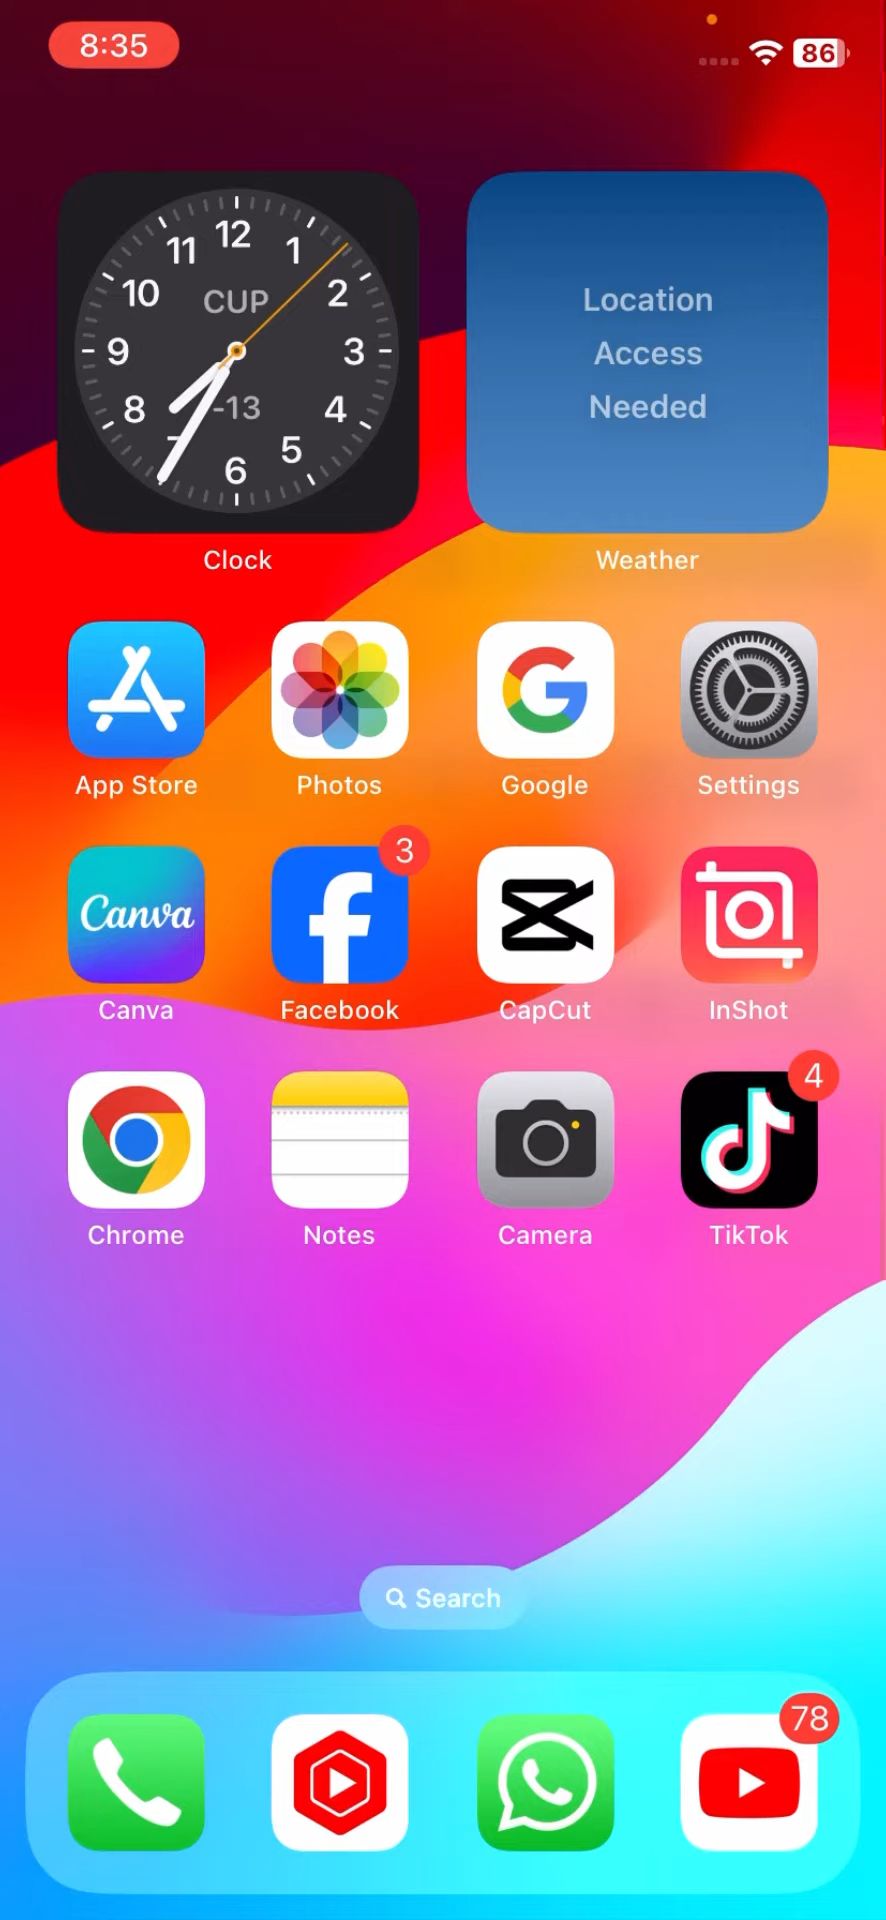 8:35
86
12
11
1
10
2
CUP
9
3
8
-13
4
7
5
6
Location
Access
Needed
Clock
Weather
App Store
Photos
Google
Settings
Canva
3
Canva
Facebook
CapCut
InShot
4
Chrome
Notes
Camera
TikTok
Search
78